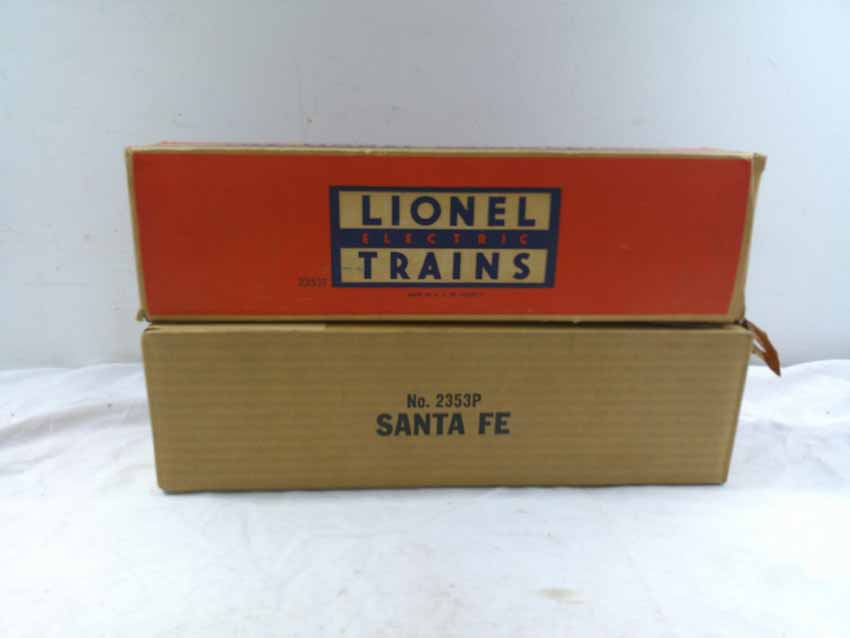 LIONEL
ELECTRIC
TRAINS
No. 2353P
SANTA FE